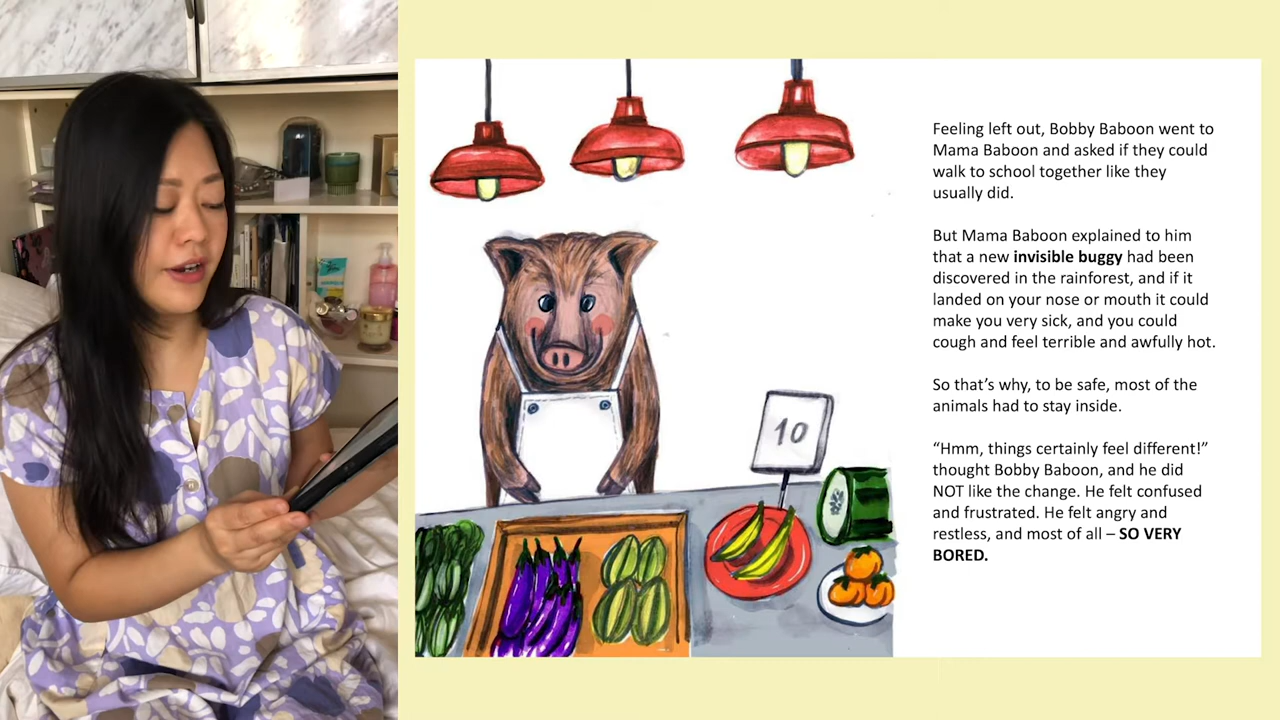 10
Feeling left out, Bobby Baboon went to
Mama Baboon and asked if they could
walk to school together like they
usually did.
But Mama Baboon explained to him
that a new invisible buggy had been
discovered in the rainforest, and if it
landed on your nose or mouth it could
make you very sick, and you could
cough and feel terrible and awfully hot.
So that’s why, to be safe, most of the
animals had to stay inside.
“Hmm, things certainly feel different!”
thought Bobby Baboon, and he did
NOT like the change. He felt confused
and frustrated. He felt angry and
restless, and most of all – SO VERY
BORED.